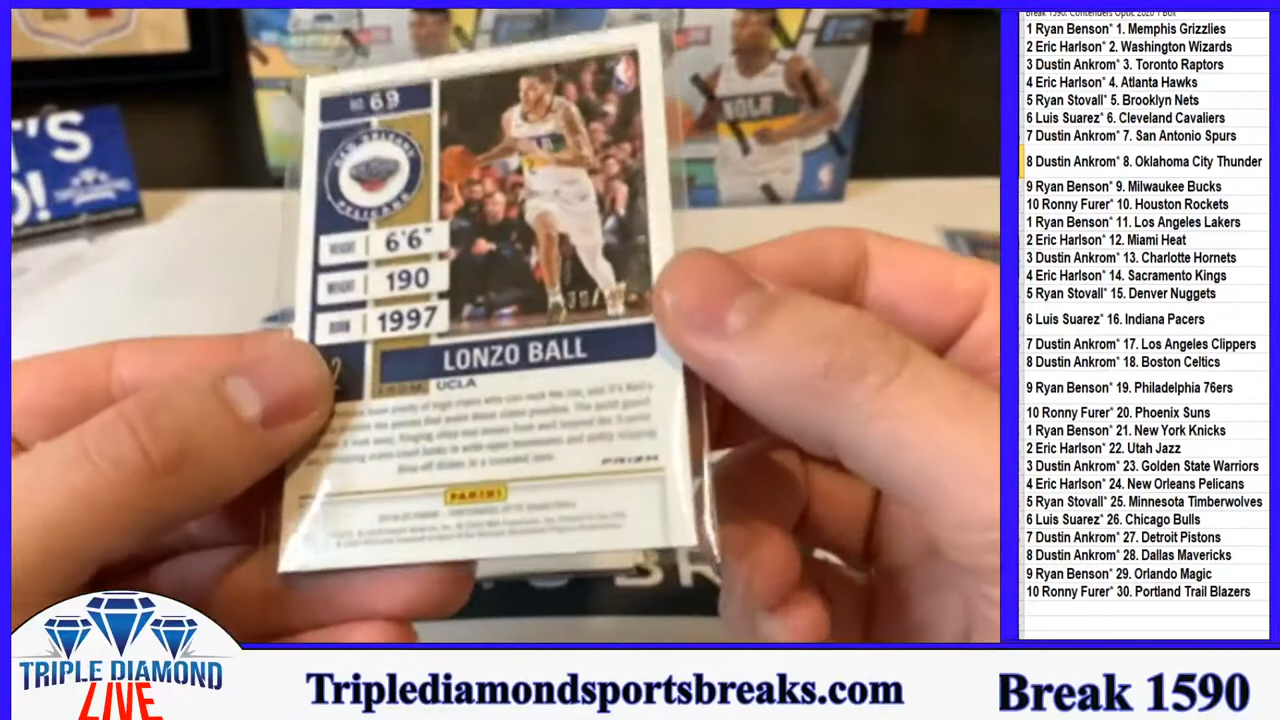 'S
O!
NOLA
NO. 69
NEW ORLEANS
PELICANS
HEIGHT 6'6"
WEIGHT 190
BORN 1997
LONZO BALL
FROM UCLA
PRIZM
PANINI
TRIPLE DIAMOND
LIVE
Triplediamondsportsbreaks.com
Break 1590
Break 1590: Contenders Optic 2020 1 Box
1 Ryan Benson* 1. Memphis Grizzlies
2 Eric Harlson* 2. Washington Wizards
3 Dustin Ankrom* 3. Toronto Raptors
4 Eric Harlson* 4. Atlanta Hawks
5 Ryan Stovall* 5. Brooklyn Nets
6 Luis Suarez* 6. Cleveland Cavaliers
7 Dustin Ankrom* 7. San Antonio Spurs
8 Dustin Ankrom* 8. Oklahoma City Thunder
9 Ryan Benson* 9. Milwaukee Bucks
10 Ronny Furer* 10. Houston Rockets
1 Ryan Benson* 11. Los Angeles Lakers
2 Eric Harlson* 12. Miami Heat
3 Dustin Ankrom* 13. Charlotte Hornets
4 Eric Harlson* 14. Sacramento Kings
5 Ryan Stovall* 15. Denver Nuggets
6 Luis Suarez* 16. Indiana Pacers
7 Dustin Ankrom* 17. Los Angeles Clippers
8 Dustin Ankrom* 18. Boston Celtics
9 Ryan Benson* 19. Philadelphia 76ers
10 Ronny Furer* 20. Phoenix Suns
1 Ryan Benson* 21. New York Knicks
2 Eric Harlson* 22. Utah Jazz
3 Dustin Ankrom* 23. Golden State Warriors
4 Eric Harlson* 24. New Orleans Pelicans
5 Ryan Stovall* 25. Minnesota Timberwolves
6 Luis Suarez* 26. Chicago Bulls
7 Dustin Ankrom* 27. Detroit Pistons
8 Dustin Ankrom* 28. Dallas Mavericks
9 Ryan Benson* 29. Orlando Magic
10 Ronny Furer* 30. Portland Trail Blazers